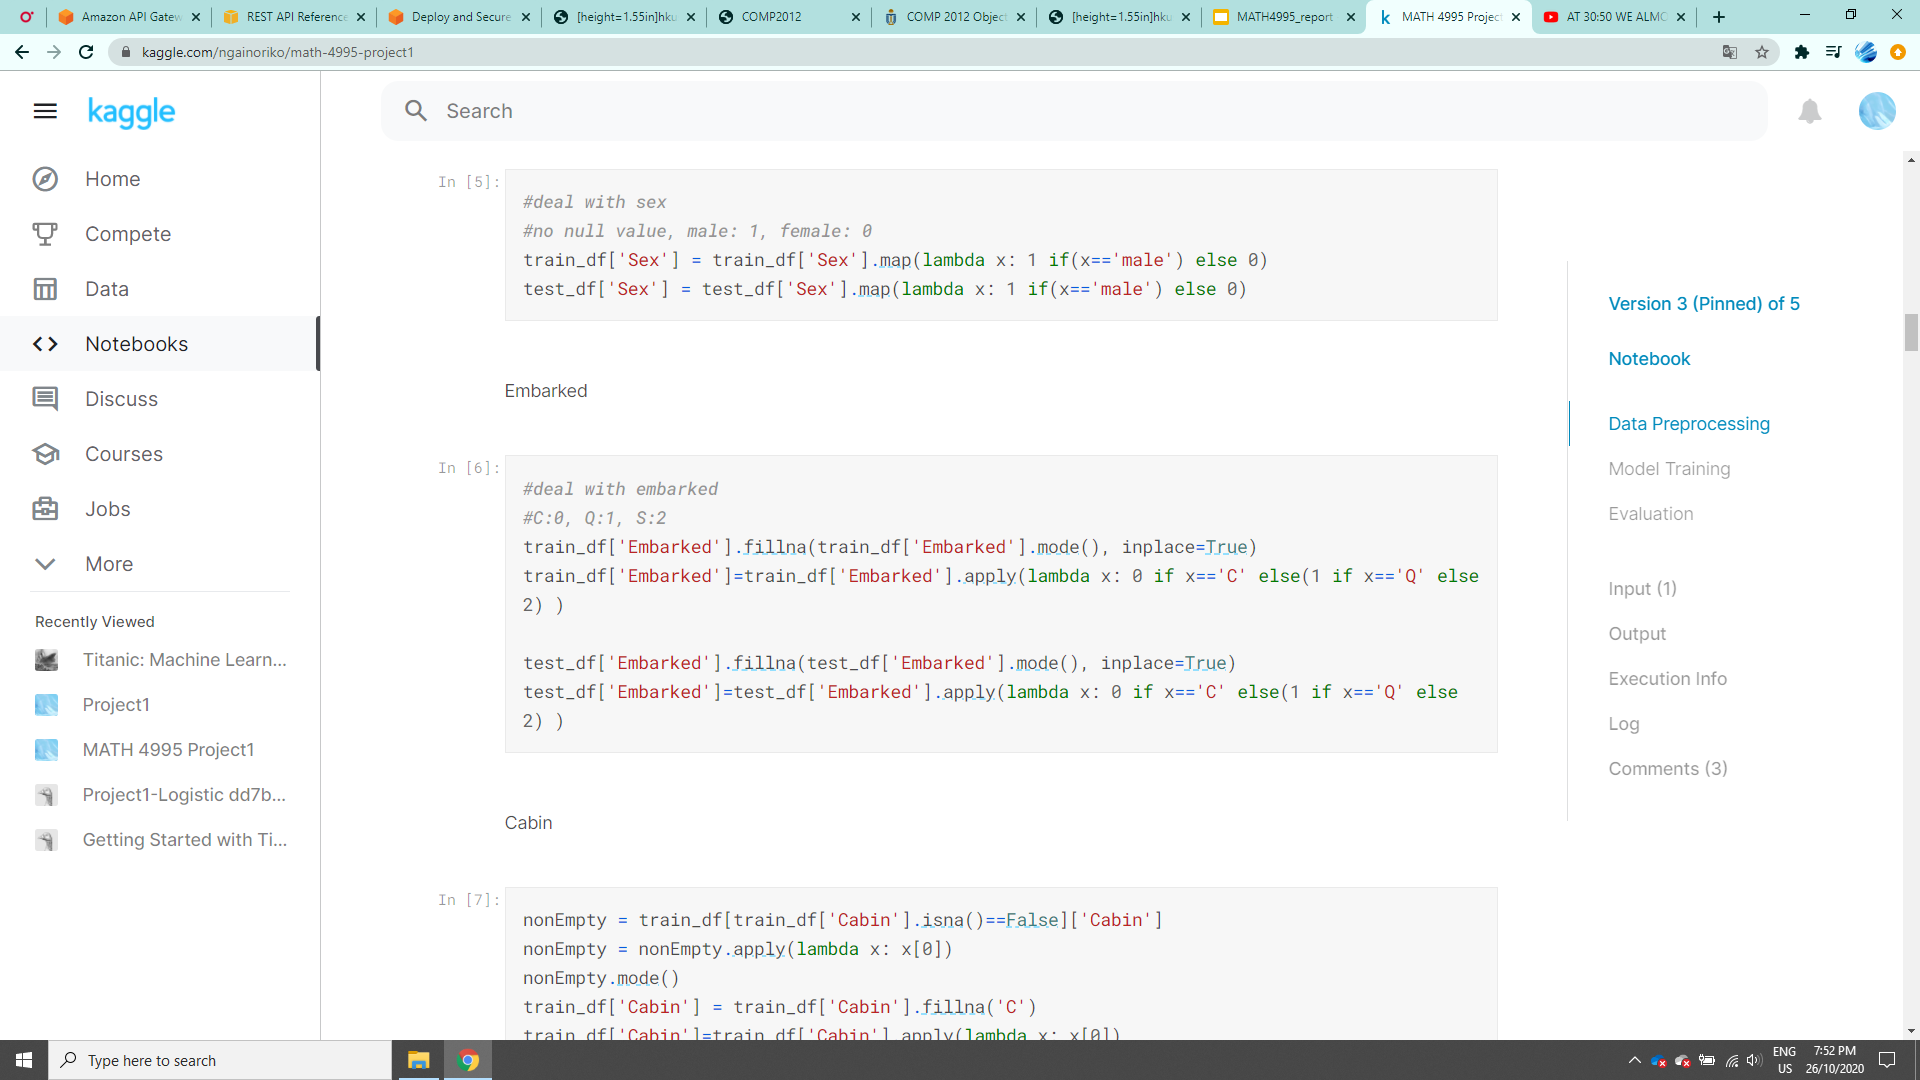 Amazon API Gatew
REST API Reference
Deploy and Secure
[height=1.55in]hku
COMP2012
COMP 2012 Object
[height=1.55in]hku
MATH4995_report
MATH 4995 Projec
AT 30:50 WE ALMO
kaggle.com/ngainoriko/math-4995-project1
kaggle
Search
Home
Compete
Data
Notebooks
Discuss
Courses
Jobs
More
Recently Viewed
Titanic: Machine Learn...
Project1
MATH 4995 Project1
Project1-Logistic dd7b...
Getting Started with Ti...
In [5]:
#deal with sex
#no null value, male: 1, female: 0
train_df['Sex'] = train_df['Sex'].map(lambda x: 1 if(x=='male') else 0)
test_df['Sex'] = test_df['Sex'].map(lambda x: 1 if(x=='male') else 0)
Embarked
In [6]:
#deal with embarked
#C:0, Q:1, S:2
train_df['Embarked'].fillna(train_df['Embarked'].mode(), inplace=True)
train_df['Embarked']=train_df['Embarked'].apply(lambda x: 0 if x=='C' else(1 if x=='Q' else
2) )
test_df['Embarked'].fillna(test_df['Embarked'].mode(), inplace=True)
test_df['Embarked']=test_df['Embarked'].apply(lambda x: 0 if x=='C' else(1 if x=='Q' else
2) )
Cabin
In [7]:
nonEmpty = train_df[train_df['Cabin'].isna()==False]['Cabin']
nonEmpty = nonEmpty.apply(lambda x: x[0])
nonEmpty.mode()
train_df['Cabin'] = train_df['Cabin'].fillna('C')
train_df['Cabin']=train_df['Cabin'].apply(lambda x: x[0])
Version 3 (Pinned) of 5
Notebook
Data Preprocessing
Model Training
Evaluation
Input (1)
Output
Execution Info
Log
Comments (3)
Type here to search
ENG
US
7:52 PM
26/10/2020